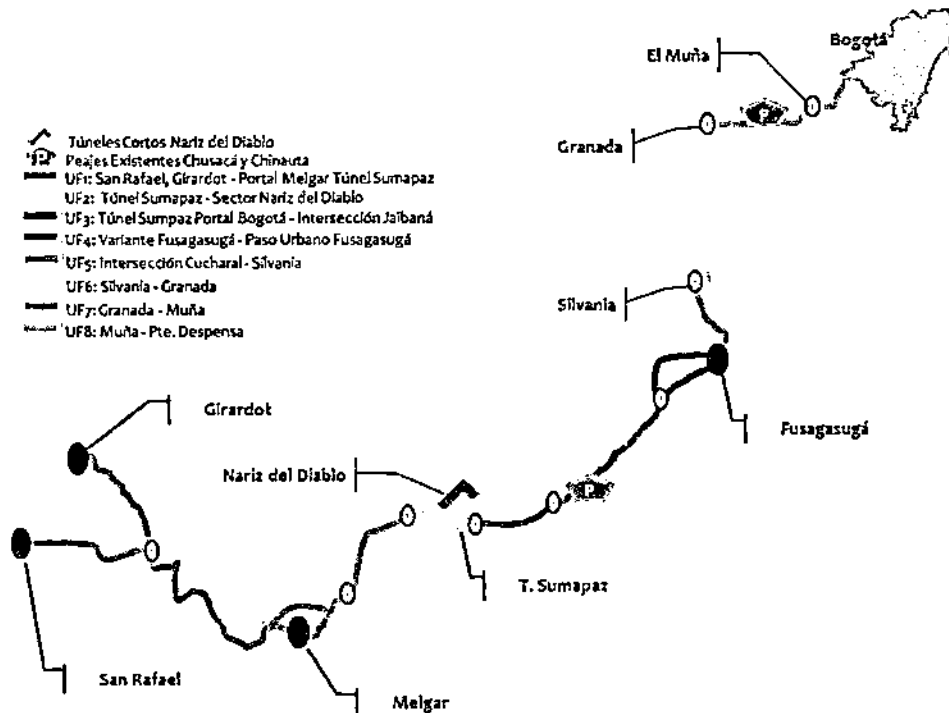 Bogotá
El Muña
P
Granada
Túneles Cortos Nariz del Diablo
P Peajes Existentes Chusacá y Chinauta
UF1: San Rafael, Girardot - Portal Melgar Túnel Sumapaz
UF2: Túnel Sumapaz - Sector Nariz del Diablo
UF3: Túnel Sumpaz Portal Bogotá - Intersección Jaibaná
UF4: Variante Fusagasugá - Paso Urbano Fusagasugá
UF5: Intersección Cucharal - Silvania
UF6: Silvania - Granada
UF7: Granada - Muña
UF8: Muña - Pte. Despensa
Silvania
Girardot
Fusagasugá
Nariz del Diablo
P
T. Sumapaz
San Rafael
Melgar